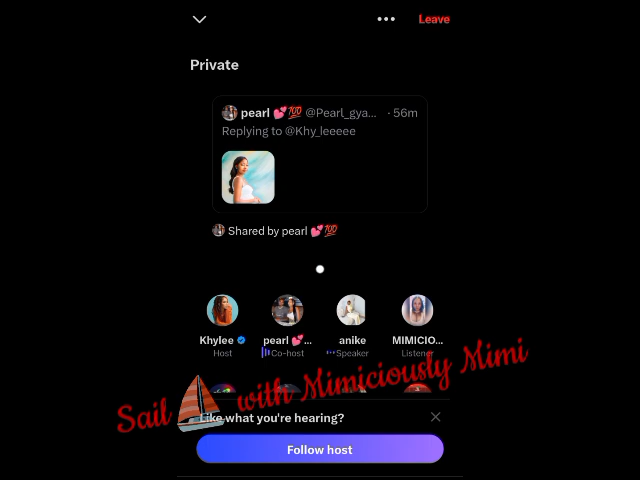 Leave
Private
pearl 💕💯 @Pearl_gya... · 56m
Replying to @Khy_leeeee
Shared by pearl 💕💯
Khylee pearl 💕... anike MIMICIO...
Host Co-host Speaker Listener
Sail with Mimiciously Mimi
Like what you're hearing?
Follow host